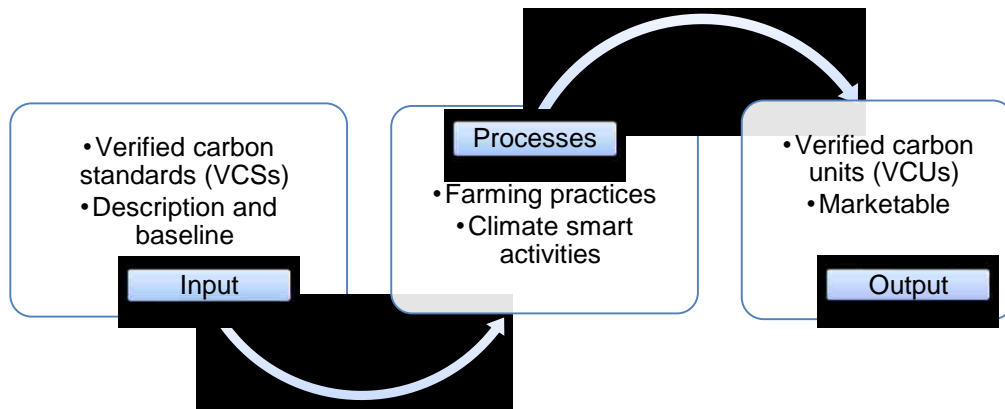 •Verified carbon
standards (VCSs)
•Description and
baseline
Input
Processes
•Farming practices
•Climate smart
activities
•Verified carbon
units (VCUs)
•Marketable
Output